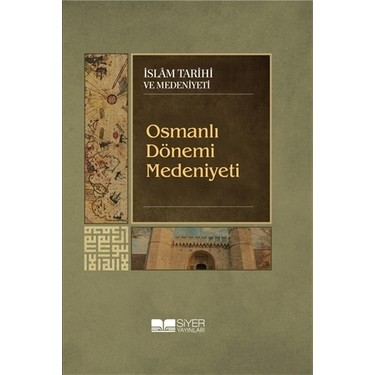 İSLÂM TARİHİ
VE MEDENİYETİ
Osmanlı
Dönemi
Medeniyeti
SİYER
YAYINLARI